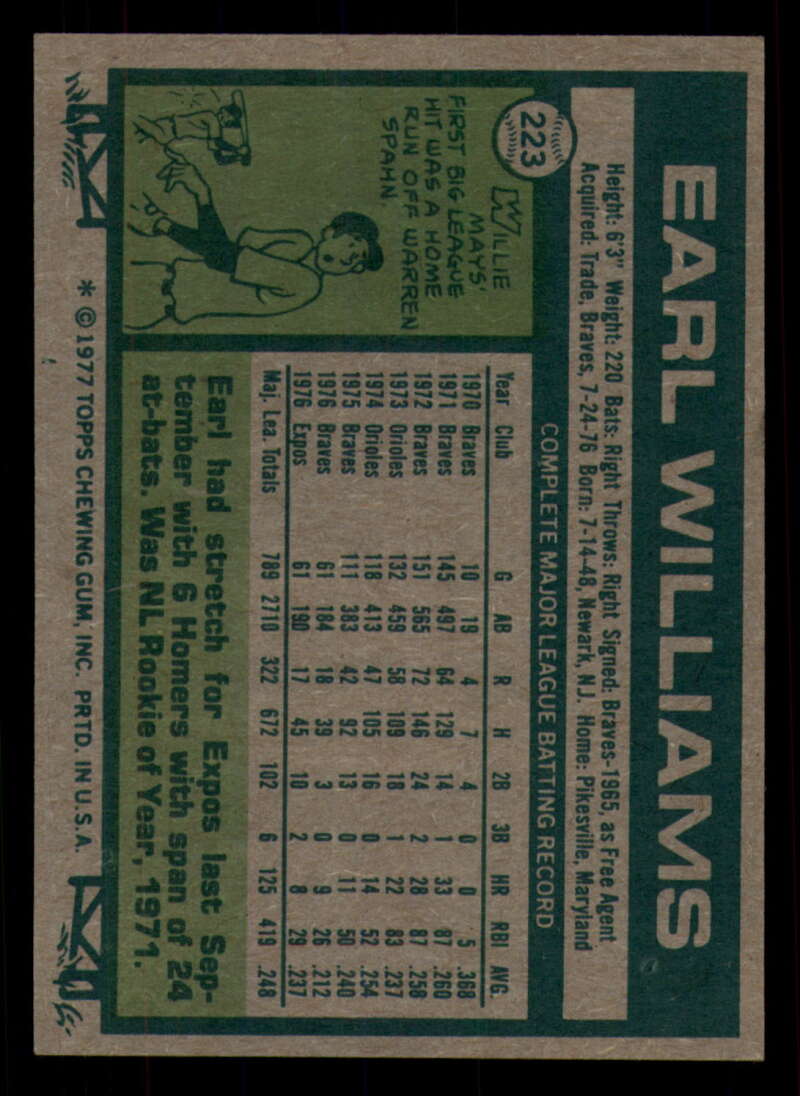 223
EARL WILLIAMS
Height: 6'3" Weight: 220 Bats: Right Throws: Right Signed: Braves-1965, as Free Agent
Acquired: Trade, Braves, 7-24-76 Born: 7-14-48, Newark, N.J. Home: Pikesville, Maryland
COMPLETE MAJOR LEAGUE BATTING RECORD
Year Club G AB R H 2B 3B HR RBI AVG.
1970 Braves 10 19 4 7 4 0 0 5 .368
1971 Braves 145 497 64 129 14 1 33 87 .260
1972 Braves 151 565 72 146 24 2 28 87 .258
1973 Orioles 132 459 58 109 18 1 22 83 .237
1974 Orioles 118 413 47 105 16 0 14 52 .254
1975 Braves 111 383 42 92 13 0 11 50 .240
1976 Braves 61 184 18 39 3 0 9 26 .212
1976 Expos 61 190 17 45 10 2 8 29 .237
Maj. Lea. Totals 789 2710 322 672 102 6 125 419 .248
WILLIE
MAYS'
FIRST BIG LEAGUE
HIT WAS A HOME
RUN OFF WARREN
SPAHN
Earl had stretch for Expos last Sep-
tember with 6 Homers with span of 24
at-bats. Was NL Rookie of Year, 1971.
* © 1977 TOPPS CHEWING GUM, INC. PRTD. IN U.S.A.